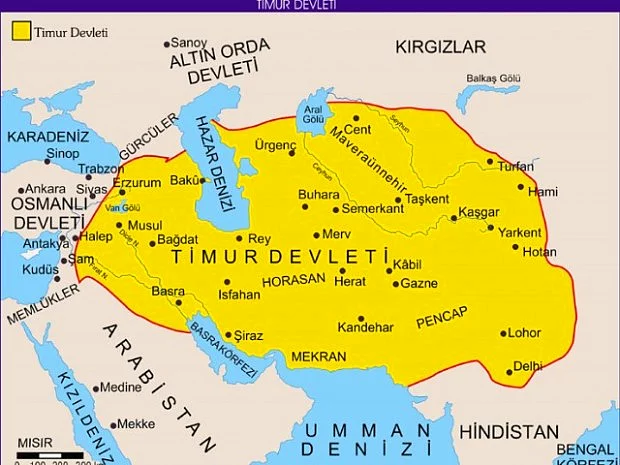 TİMUR DEVLETİ
Timur Devleti
Sanoy
ALTIN ORDA
DEVLETİ
KIRGIZLAR
Balkaş Gölü
Aral
Gölü
Cent
Seyhun
KARADENİZ
Sinop
GÜRCÜLER
HAZAR DENİZİ
Ürgenç
Maveraünnehir
Trabzon
Turfan
Ankara
Sivas
Erzurum
Bakû
Ceyhun
Hami
OSMANLI
DEVLETİ
Van Gölü
Buhara
Semerkant
Taşkent
Kaşgar
Musul
Dicle N.
Yarkent
Antakya
Halep
Bağdat
Rey
Merv
Hotan
Şam
Fırat N.
TİMUR DEVLETİ
Kudüs
HORASAN
Kâbil
Herat
Gazne
MEMLÜKLER
Basra
Isfahan
Kandehar
PENCAP
BASRAKÖRFEZİ
Şiraz
Lohor
MEKRAN
Delhi
ARABİSTAN
KIZILDENİZ
Medine
Mekke
UMMAN
DENİZİ
HİNDİSTAN
MISIR
BENGAL
KÖRFEZİ